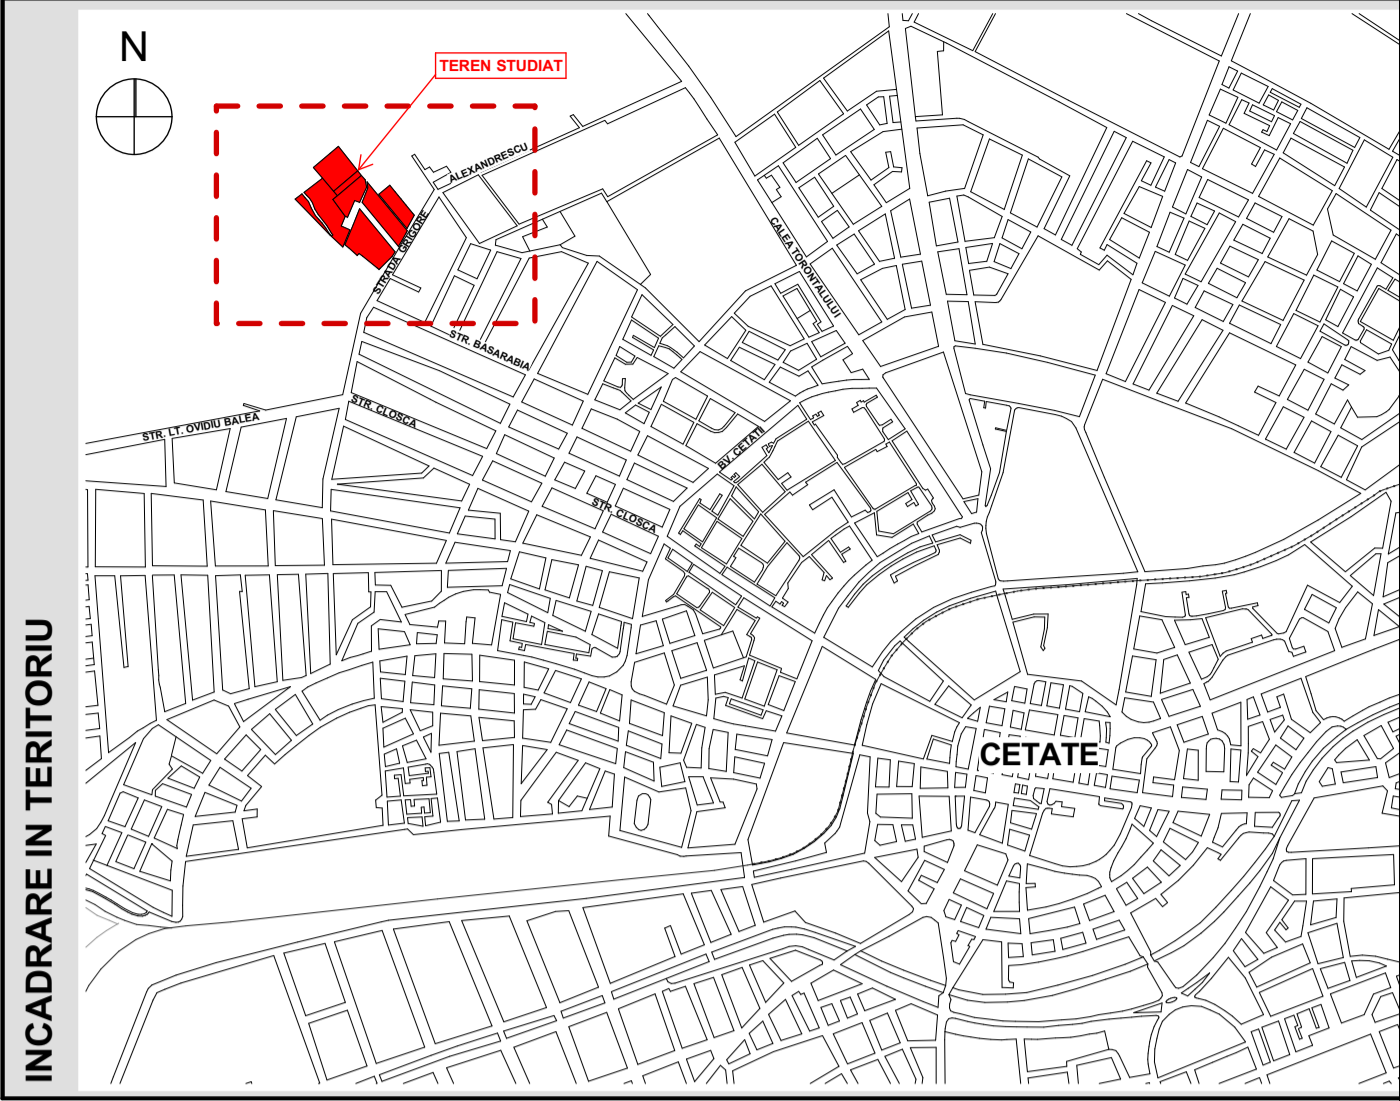 N
TEREN STUDIAT
ALEXANDRESCU
STRADA GRIGORE
CALEA TORONTALULUI
STR. BASARABIA
STR. CLOSCA
STR. LT. OVIDIU BALEA
BV. CETATI
STR. CLOSCA
CETATE
INCADRARE IN TERITORIU